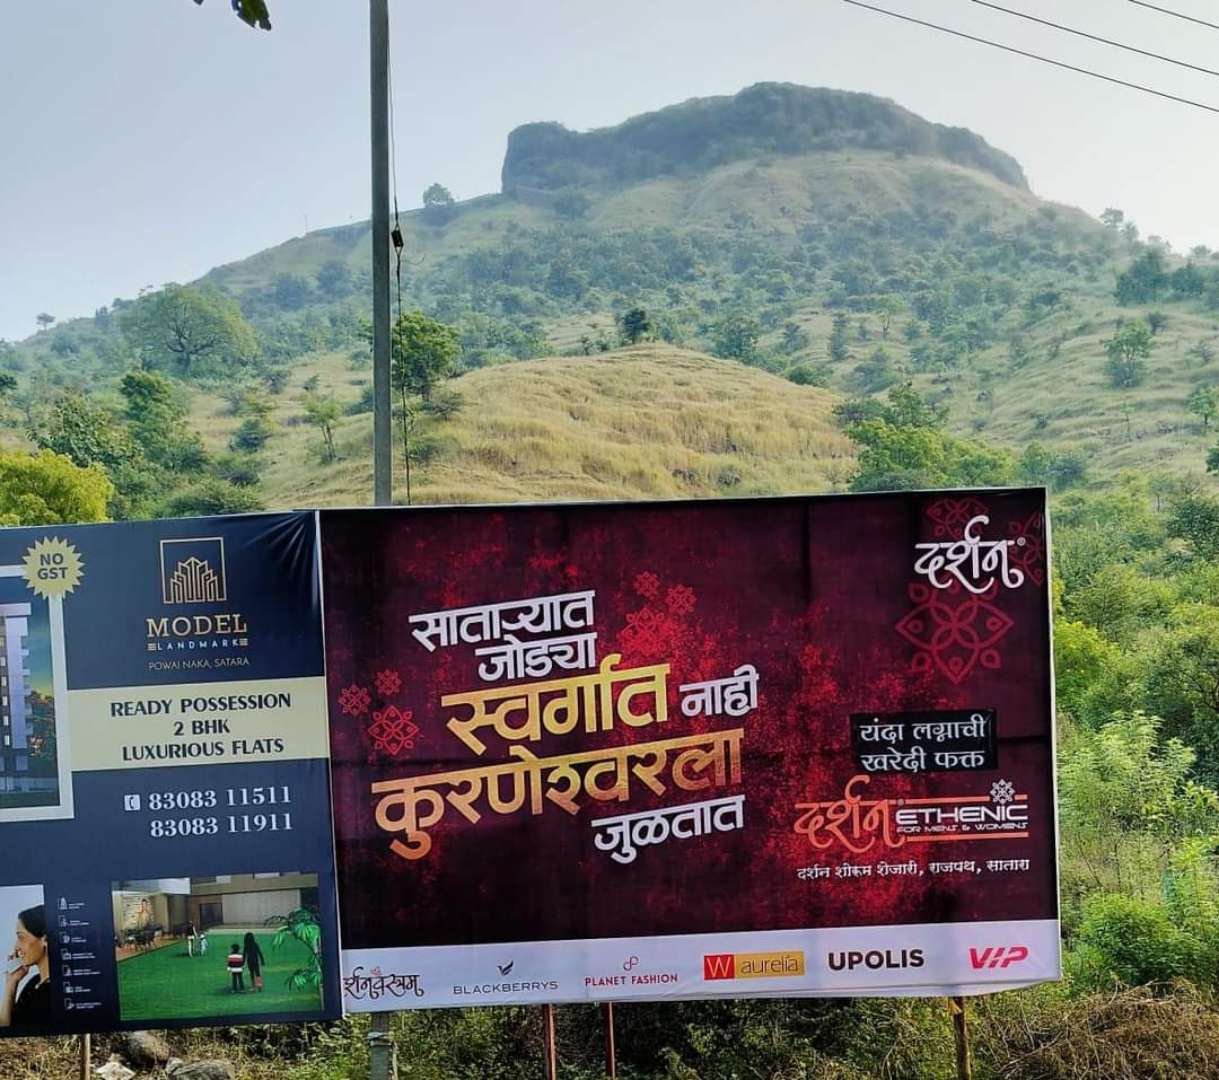 NO
GST
MODEL
LANDMARK
POWAI NAKA, SATARA
READY POSSESSION
2 BHK
LUXURIOUS FLATS
83083 11511
83083 11911
दर्शन
साताऱ्यात
जोड्या
स्वर्गात नाही
कुरणेश्वरला
जुळतात
यंदा लग्नाची
खरेदी फक्त
दर्शन ETHENIC
FOR MENS & WOMENS
दर्शन शोरूम शेजारी, राजपथ, सातारा
BLACKBERRYS
PLANET FASHION
W aurelia
UPOLIS
VIP